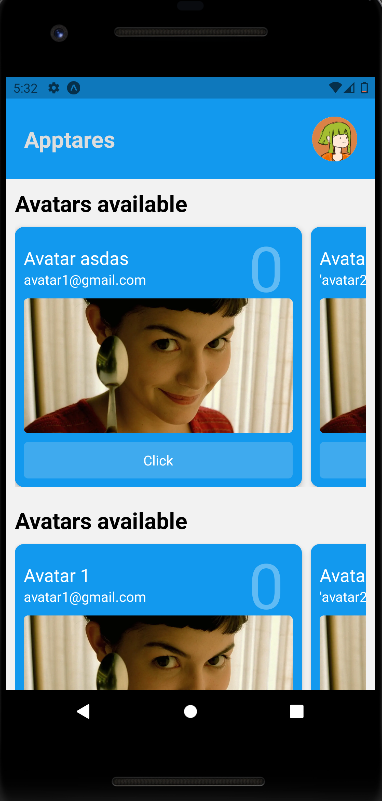 5:32
Apptares
Avatars available
Avatar asdas
avatar1@gmail.com
0
Click
Avata
'avatar2
Avatars available
Avatar 1
avatar1@gmail.com
0
Avata
'avatar2